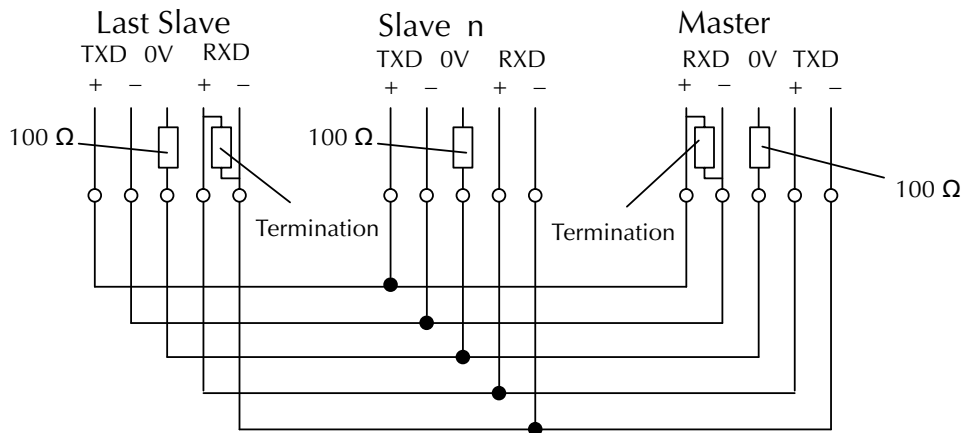 Last Slave
Slave n
Master
TXD 0V RXD
TXD 0V RXD
RXD 0V TXD
+ − + −
+ − + −
+ − + −
100 Ω
100 Ω
100 Ω
Termination
Termination